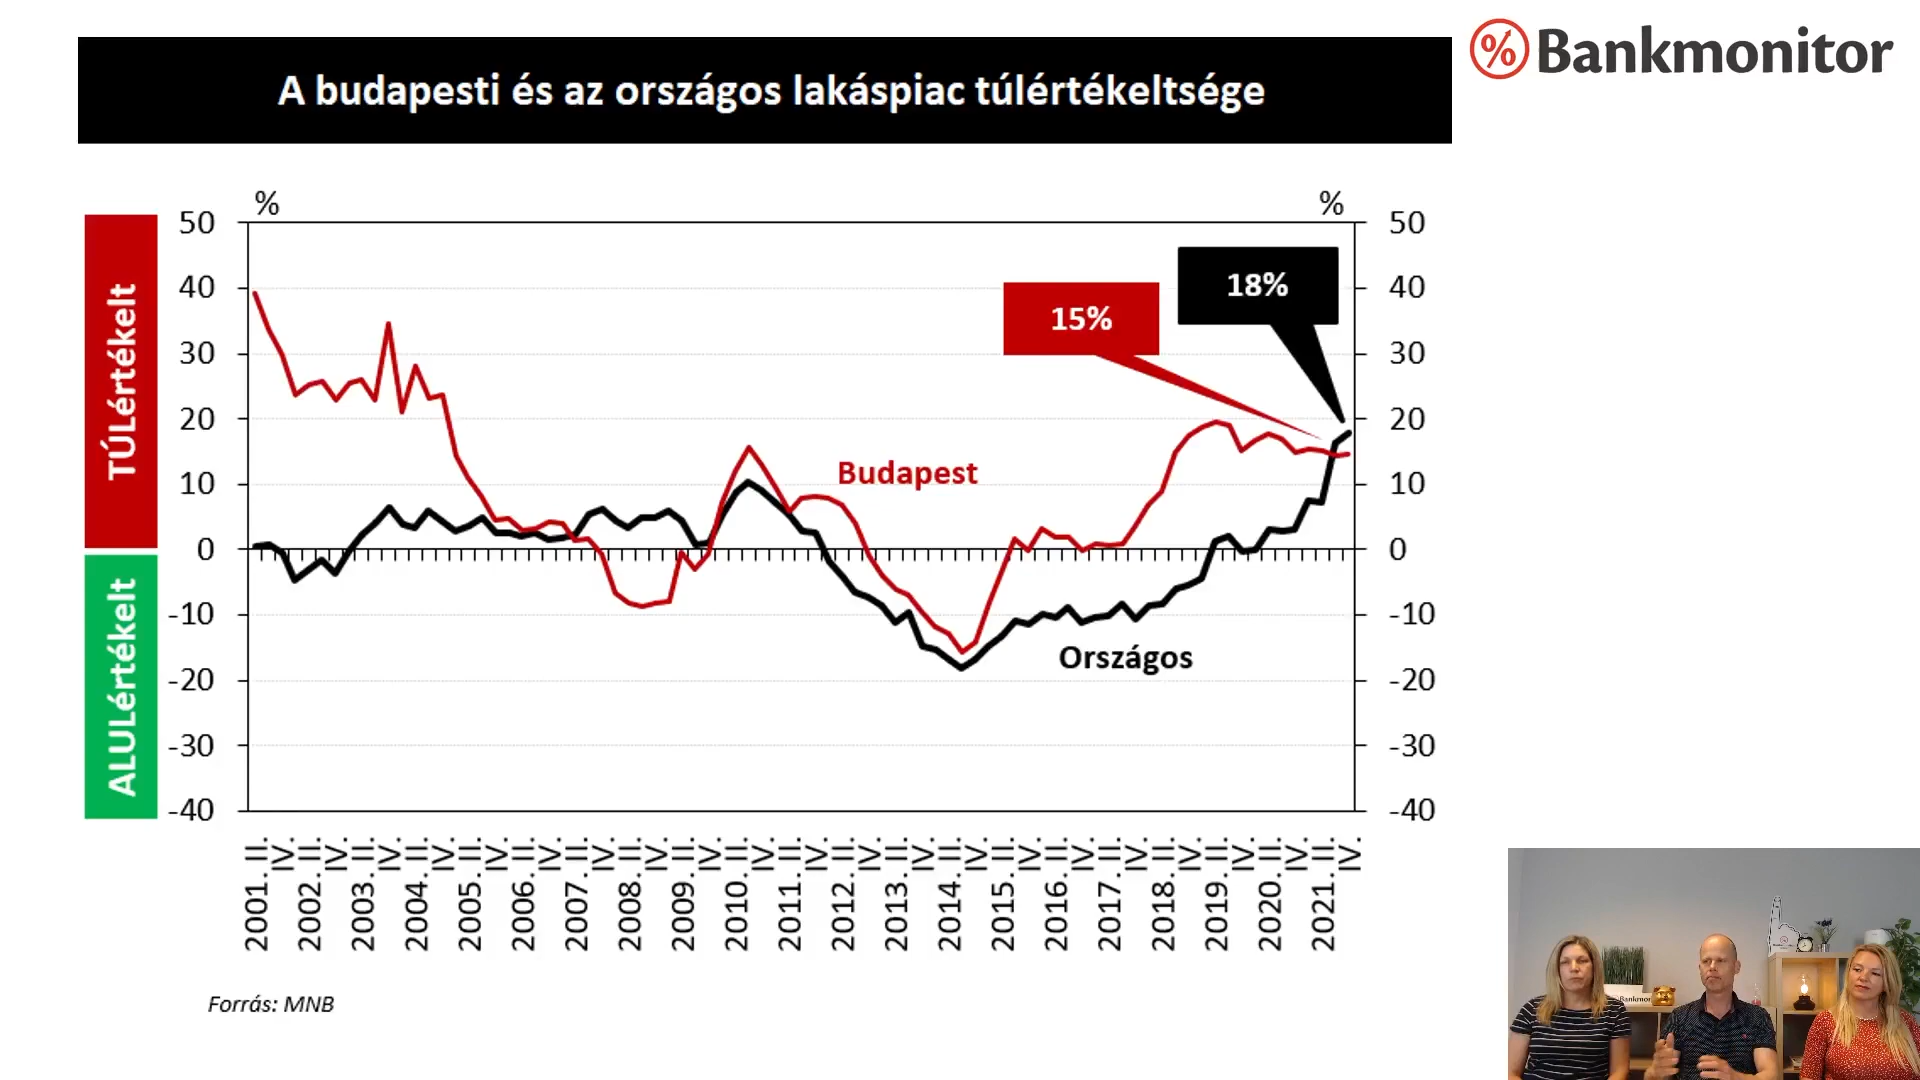 A budapesti és az országos lakáspiac túlértékeltsége
% Bankmonitor
TÚLértékelt
ALULértékelt
% %
50 50
40 40
30 30
20 20
10 10
0 0
-10 -10
-20 -20
-30 -30
-40 -40
18%
15%
Budapest
Országos
2001. II. IV. 2002. II. IV. 2003. II. IV. 2004. II. IV. 2005. II. IV. 2006. II. IV. 2007. II. IV. 2008. II. IV. 2009. II. IV. 2010. II. IV. 2011. II. IV. 2012. II. IV. 2013. II. IV. 2014. II. IV. 2015. II. IV. 2016. II. IV. 2017. II. IV. 2018. II. IV. 2019. II. IV. 2020. II. IV. 2021. II. IV.
Forrás: MNB